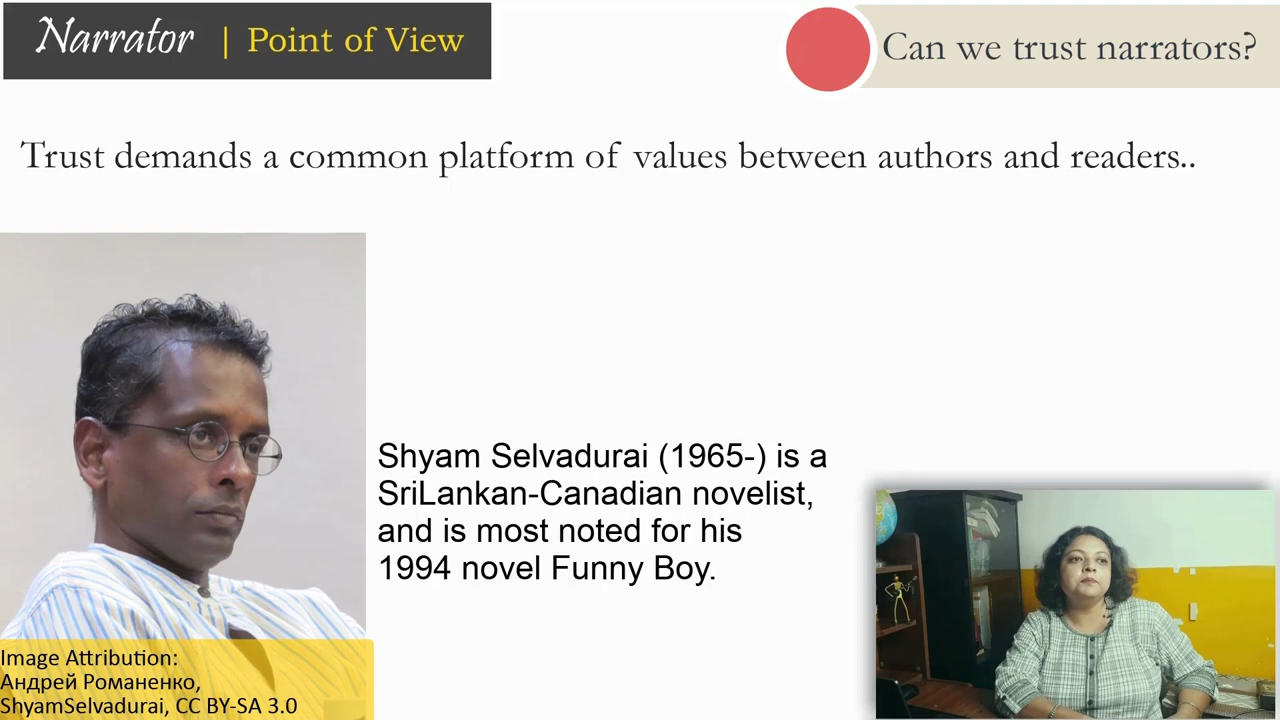 Narrator | Point of View
Can we trust narrators?
Trust demands a common platform of values between authors and readers..
Shyam Selvadurai (1965-) is a
SriLankan-Canadian novelist,
and is most noted for his
1994 novel Funny Boy.
Image Attribution:
Андрей Романенко,
ShyamSelvadurai, CC BY-SA 3.0